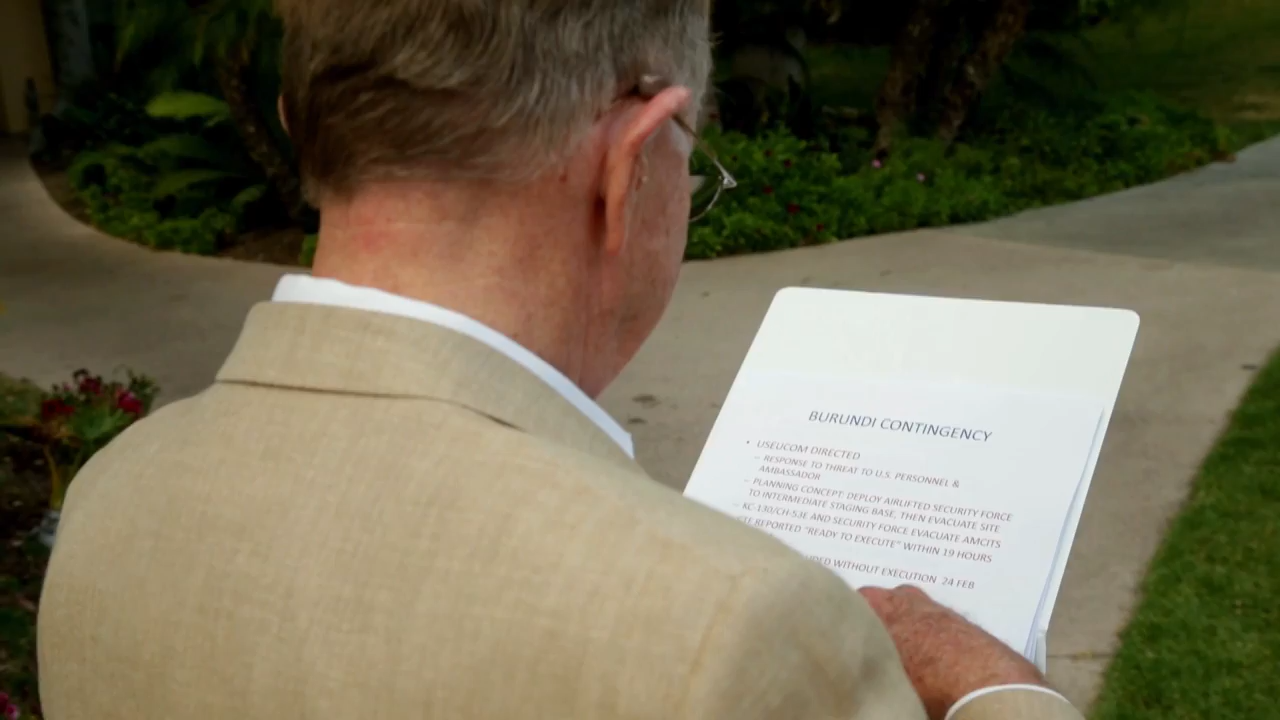 BURUNDI CONTINGENCY
• USEUCOM DIRECTED
– RESPONSE TO THREAT TO U.S. PERSONNEL &
AMBASSADOR
– PLANNING CONCEPT: DEPLOY AIRLIFTED SECURITY FORCE
TO INTERMEDIATE STAGING BASE, THEN EVACUATE SITE
– KC-130/CH-53E AND SECURITY FORCE EVACUATE AMCITS
REPORTED "READY TO EXECUTE" WITHIN 19 HOURS
WITHOUT EXECUTION 24 FEB